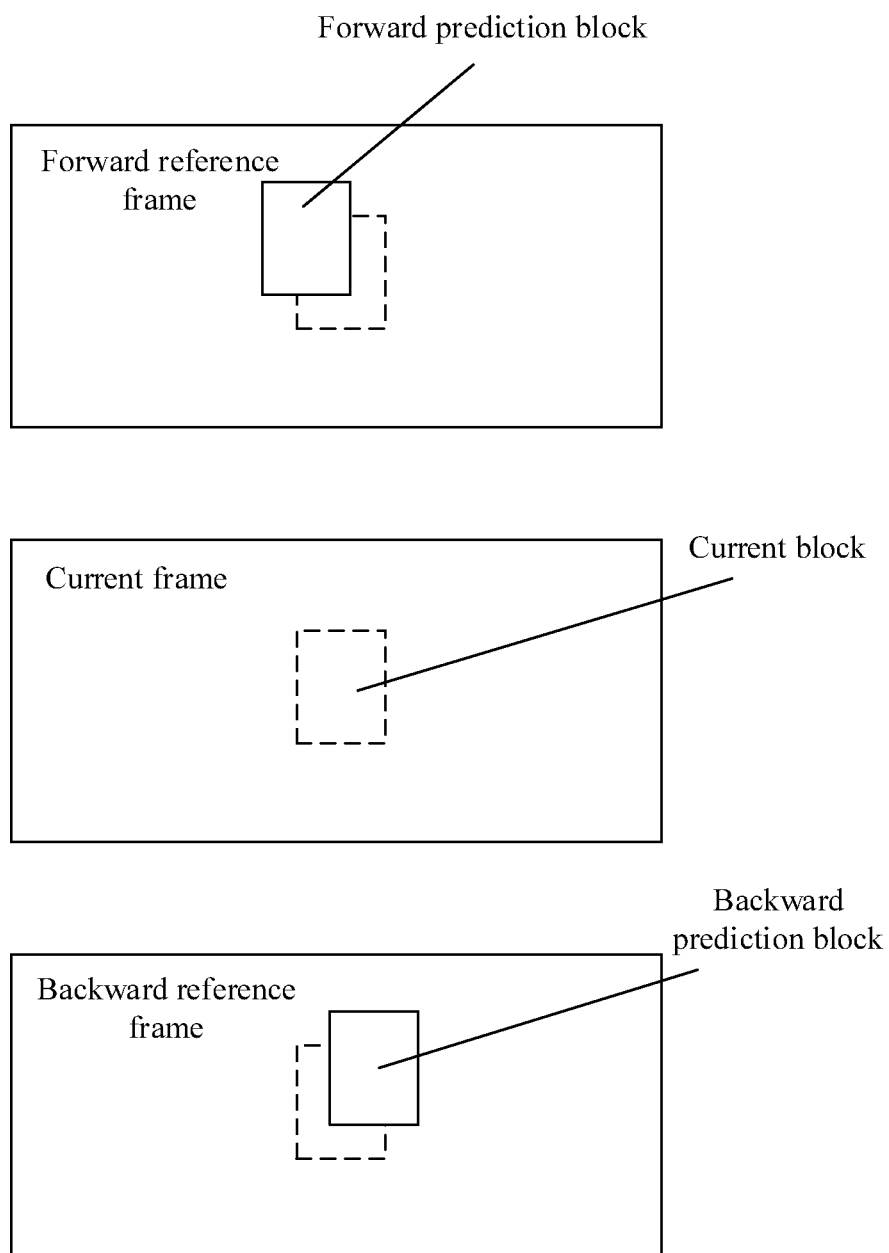 Forward prediction block
Forward reference
frame
Current block
Current frame
Backward
prediction block
Backward reference
frame